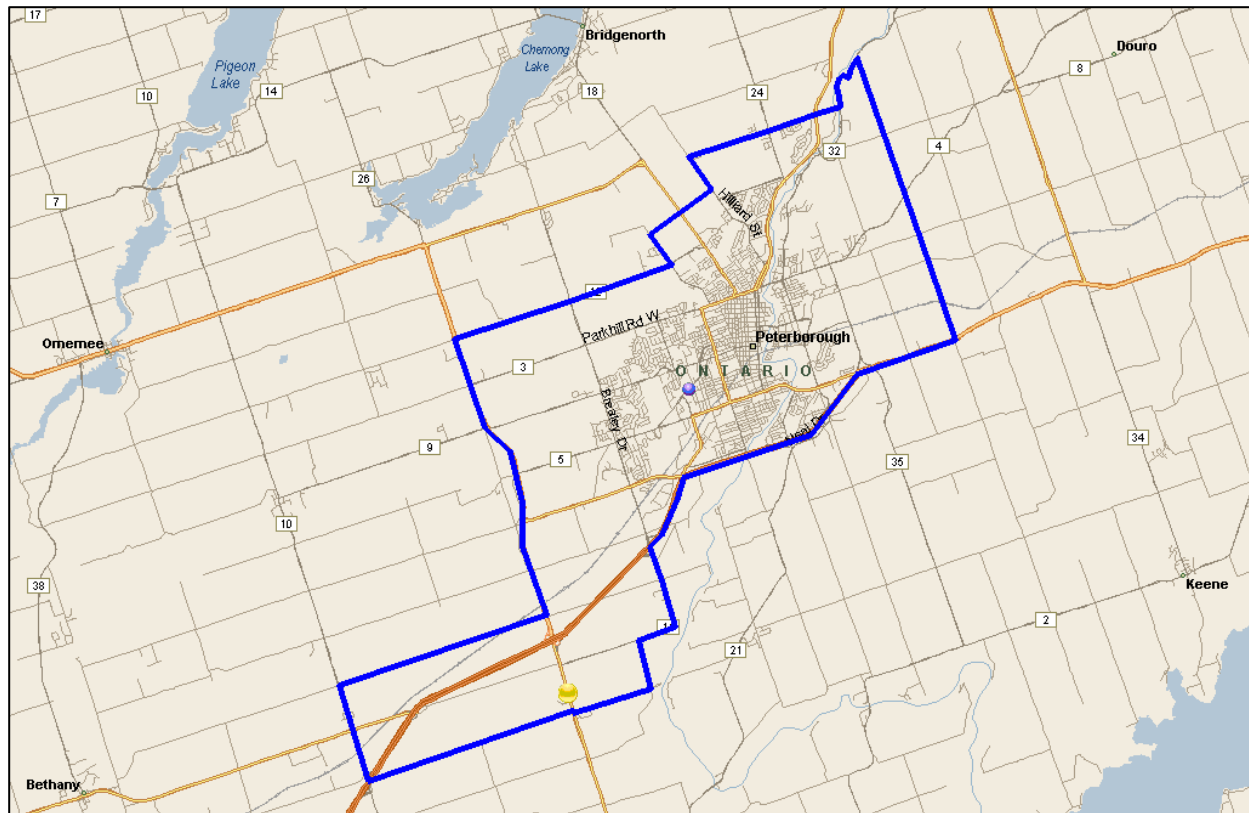 17
Bridgenorth
Chemong
Lake
Douro
Pigeon
Lake
8
10
14
18
24
32
4
26
7
Hilliard St
12
Parkhill Rd W
Omemee
Peterborough
3
ONTARIO
Brealey Dr
Neal Dr
9
5
34
35
10
38
Keene
2
21
Bethany